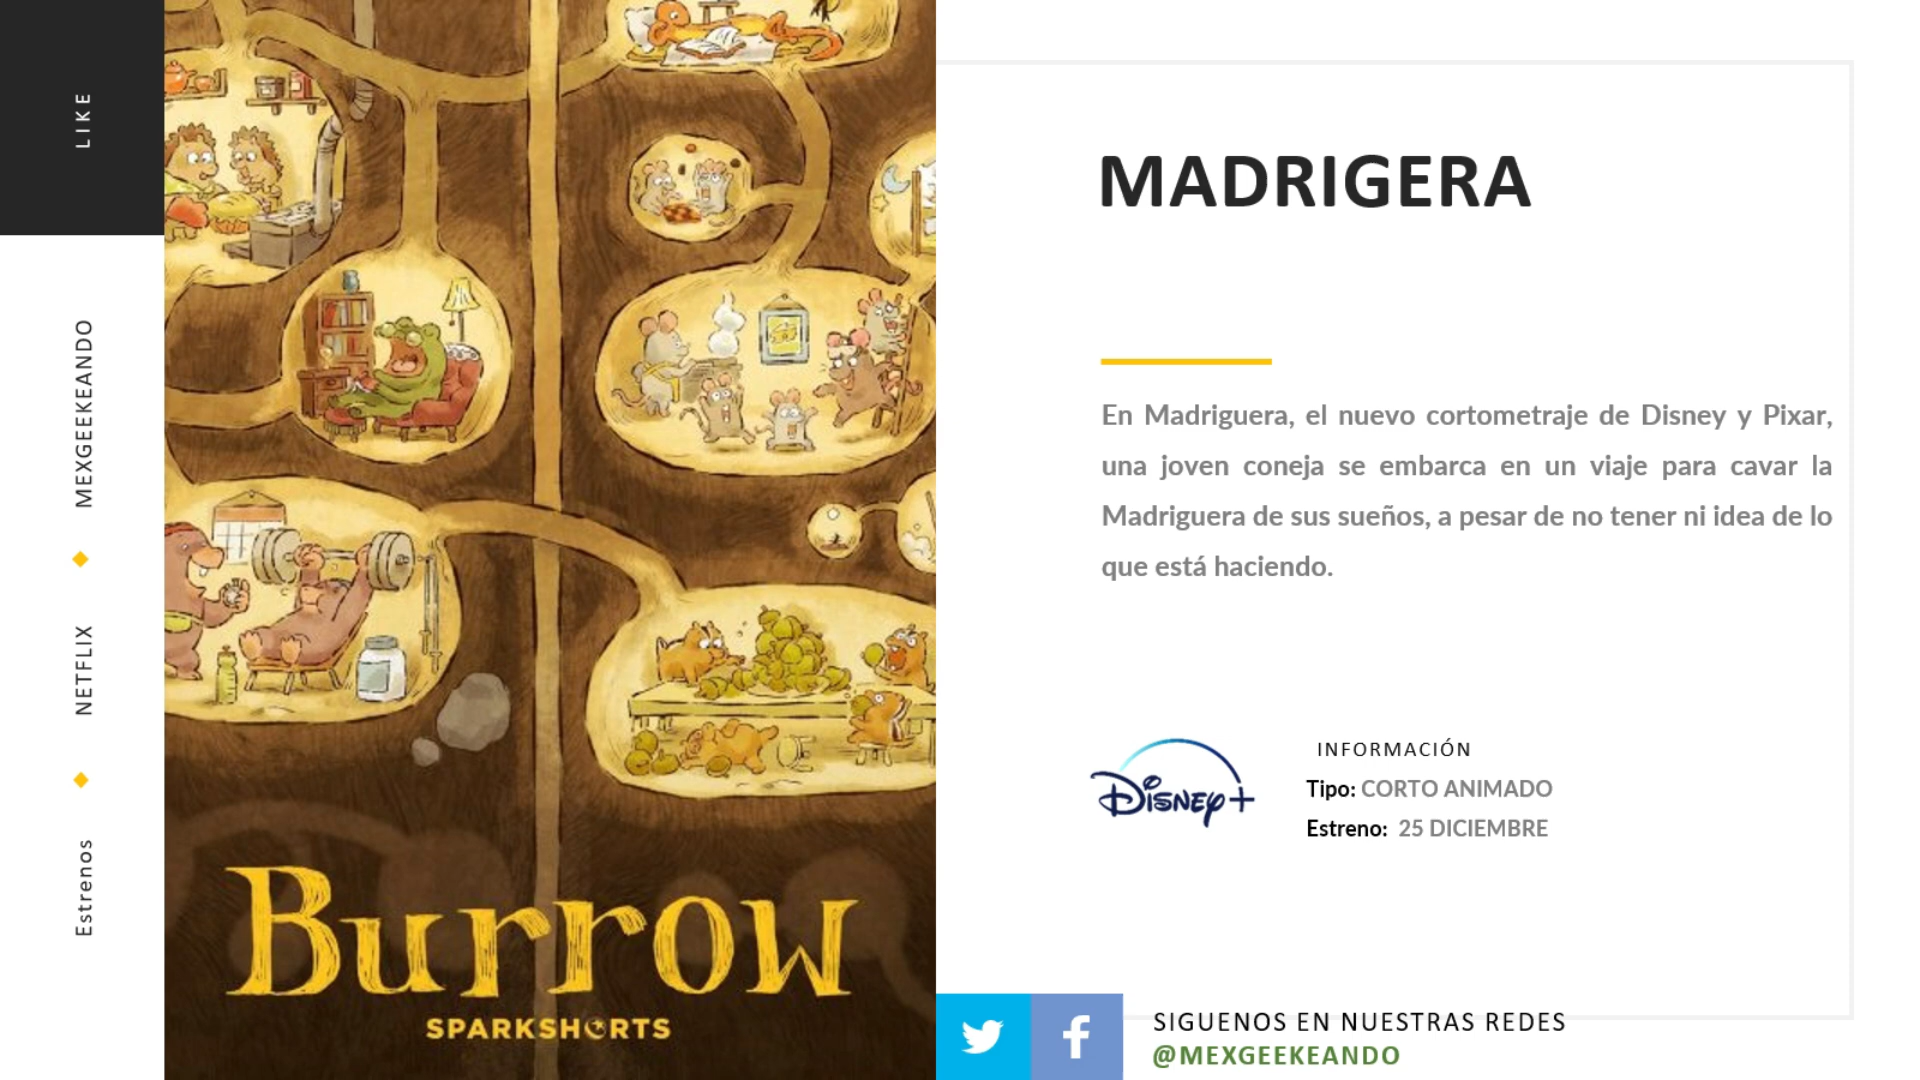 LIKE
MEXGEEKEANDO
NETFLIX
Estrenos
Burrow
SPARKSHORTS
MADRIGERA
En Madriguera, el nuevo cortometraje de Disney y Pixar,
una joven coneja se embarca en un viaje para cavar la
Madriguera de sus sueños, a pesar de no tener ni idea de lo
que está haciendo.
Disney+
INFORMACIÓN
Tipo: CORTO ANIMADO
Estreno: 25 DICIEMBRE
SIGUENOS EN NUESTRAS REDES
@MEXGEEKEANDO